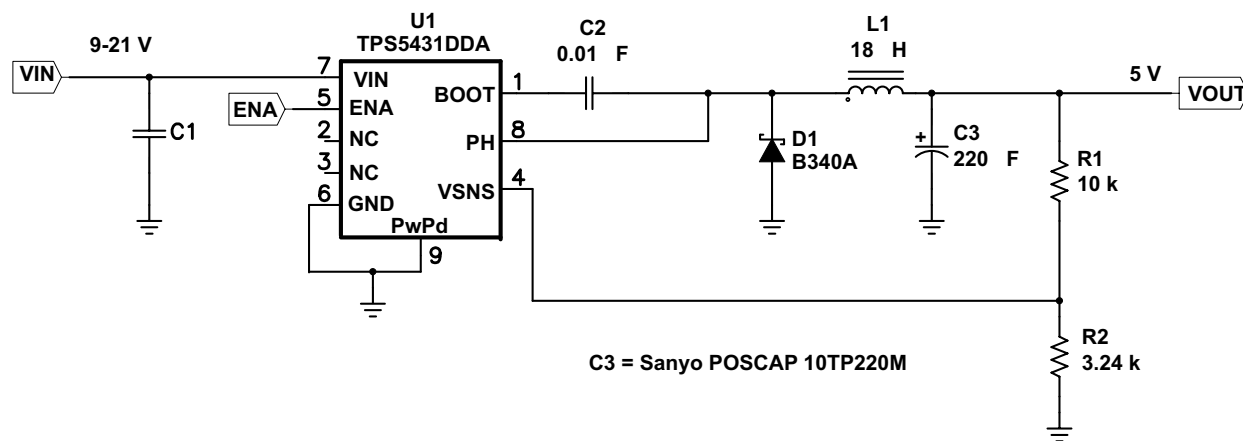 U1
TPS5431DDA
9-21 V
VIN
ENA
C1
7
5
2
3
6
VIN
ENA
NC
NC
GND
BOOT
PH
VSNS
PwPd
9
1
8
4
C2
0.01 F
L1
18 H
D1
B340A
C3
220 F
5 V
VOUT
R1
10 k
R2
3.24 k
C3 = Sanyo POSCAP 10TP220M